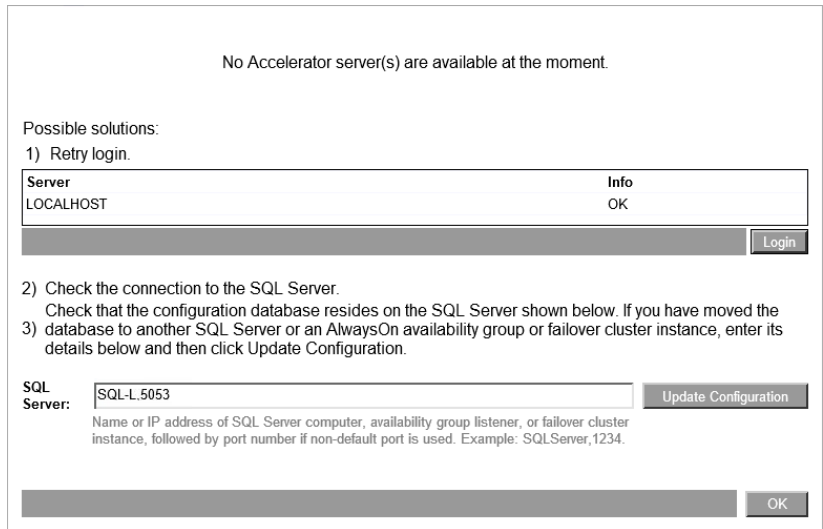 No Accelerator server(s) are available at the moment.
Possible solutions:
1) Retry login.
Server Info
LOCALHOST OK
Login
2) Check the connection to the SQL Server.
Check that the configuration database resides on the SQL Server shown below. If you have moved the
3) database to another SQL Server or an AlwaysOn availability group or failover cluster instance, enter its
details below and then click Update Configuration.
SQL
Server:
SQL-L,5053
Update Configuration
Name or IP address of SQL Server computer, availability group listener, or failover cluster
instance, followed by port number if non-default port is used. Example: SQLServer,1234.
OK